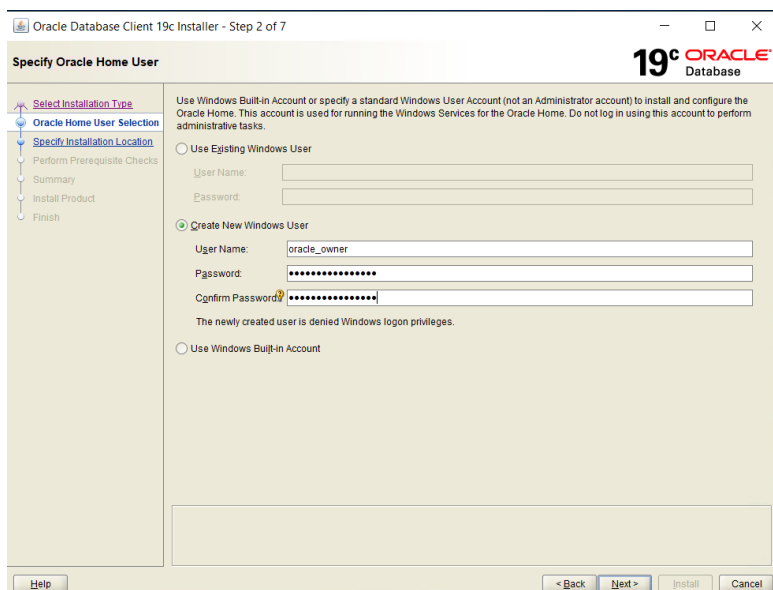 Oracle Database Client 19c Installer - Step 2 of 7
Specify Oracle Home User
19c ORACLE
Database
Select Installation Type
Oracle Home User Selection
Specify Installation Location
Perform Prerequisite Checks
Summary
Install Product
Finish
Use Windows Built-in Account or specify a standard Windows User Account (not an Administrator account) to install and configure the
Oracle Home. This account is used for running the Windows Services for the Oracle Home. Do not log in using this account to perform
administrative tasks.
Use Existing Windows User
User Name:
Password:
Create New Windows User
User Name: oracle_owner
Password: ••••••••••••••••
Confirm Password: ••••••••••••••••
The newly created user is denied Windows logon privileges.
Use Windows Built-in Account
Help
< Back
Next >
Install
Cancel